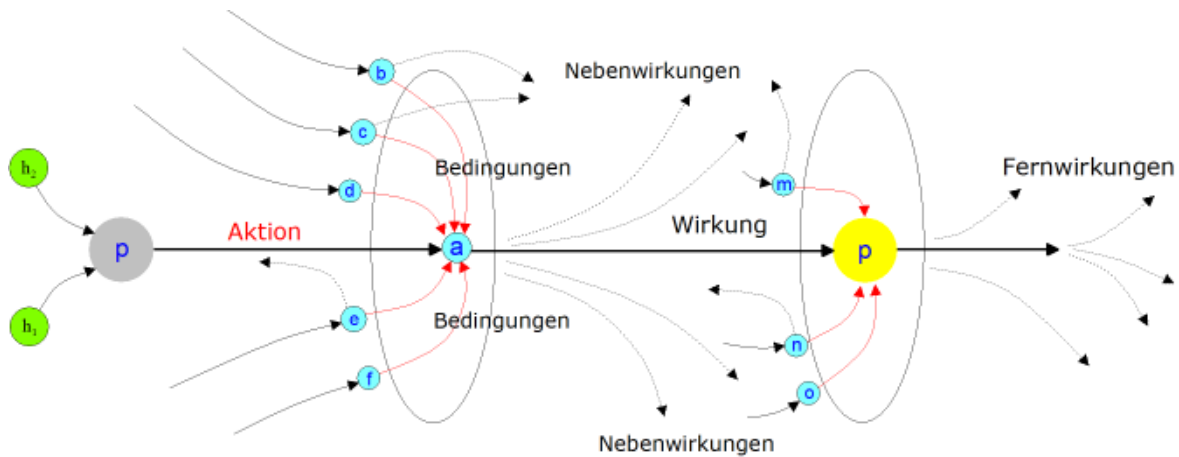 b
Nebenwirkungen
c
h₂
Bedingungen
Fernwirkungen
d
m
Aktion
Wirkung
p
a
p
e
Bedingungen
h₁
n
f
o
Nebenwirkungen